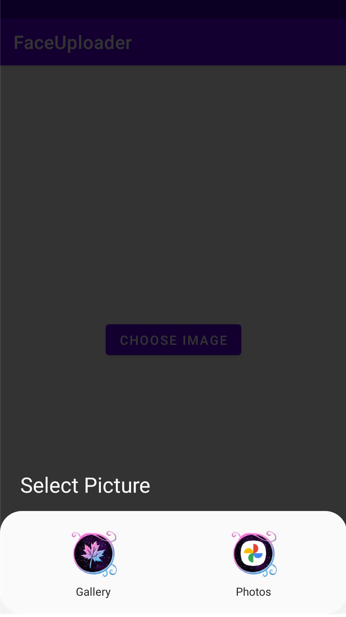 FaceUploader
CHOOSE IMAGE
Select Picture
Gallery
Photos